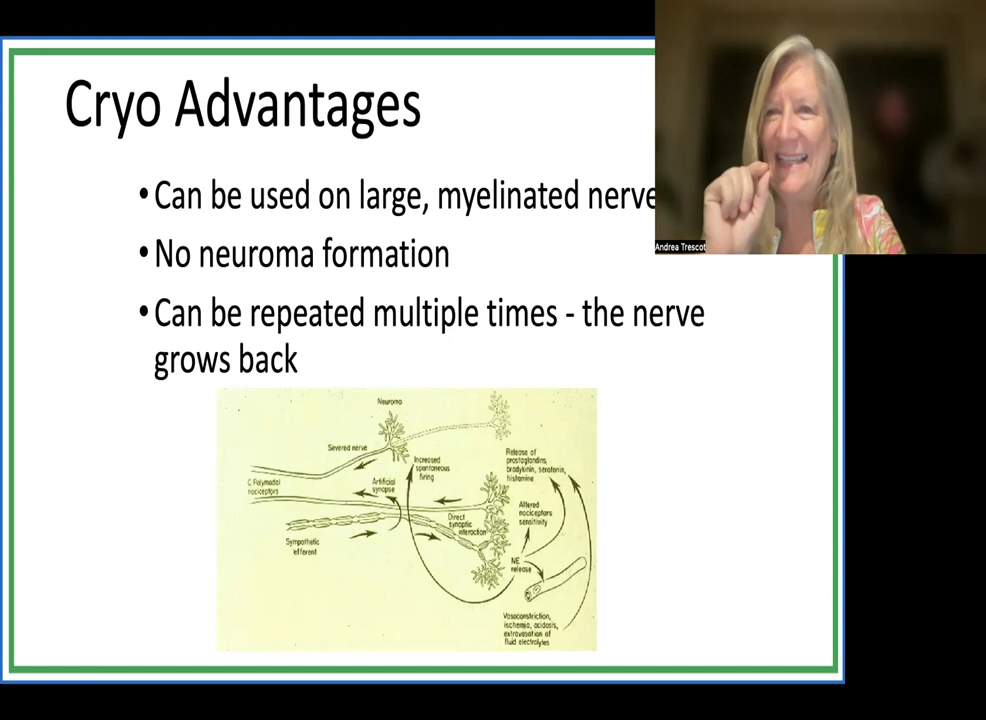 Cryo Advantages
• Can be used on large, myelinated nerve
Andrea Trescot
• No neuroma formation
• Can be repeated multiple times - the nerve
grows back
Neuroma
Severed nerve
Increased
spontaneous
firing
Release of
prostaglandins,
bradykinin, serotonin,
histamine
C Polymodal
nociceptors
Artificial
synapse
Altered
nociceptors
sensitivity
Direct
synaptic
interaction
Sympathetic
efferent
NE
release
Vasoconstriction,
ischemia, acidosis,
extravasation of
fluid electrolytes